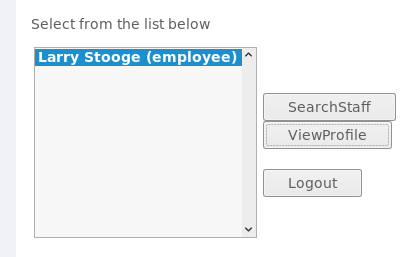 Select from the list below
Larry Stooge (employee)
SearchStaff
ViewProfile
Logout